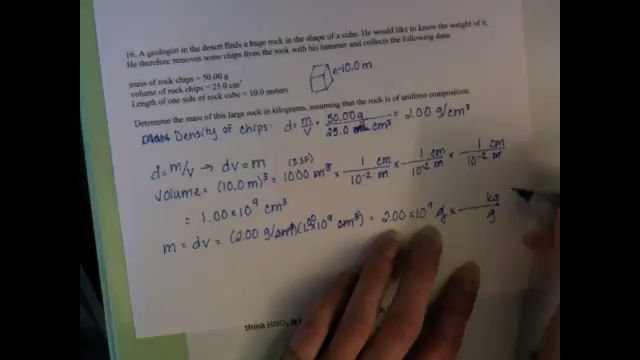 16. A geologist in the desert finds a huge rock in the shape of a cube. He would like to know the weight of it.
He therefore removes some chips from the rock with his hammer and collects the following data.
mass of rock chips = 50.00 g
volume of rock chips = 25.0 cm³
Length of one side of rock cube = 10.0 meters
10.0 m
Determine the mass of this large rock in kilograms, assuming that the rock is of uniform composition.
Density of chips: d = m/v = 50.00 g / 25.0 cm³ = 2.00 g/cm³
d = m/v → dv = m
(3 SF)
Volume = (10.0 m)³ = 1000 m³ × 1 cm / 10⁻² m × 1 cm / 10⁻² m × 1 cm / 10⁻² m
= 1.00 × 10⁹ cm³
m = dv = (2.00 g/cm³)(1.00 × 10⁹ cm³) = 2.00 × 10⁹ g × kg / g
think HNO₃